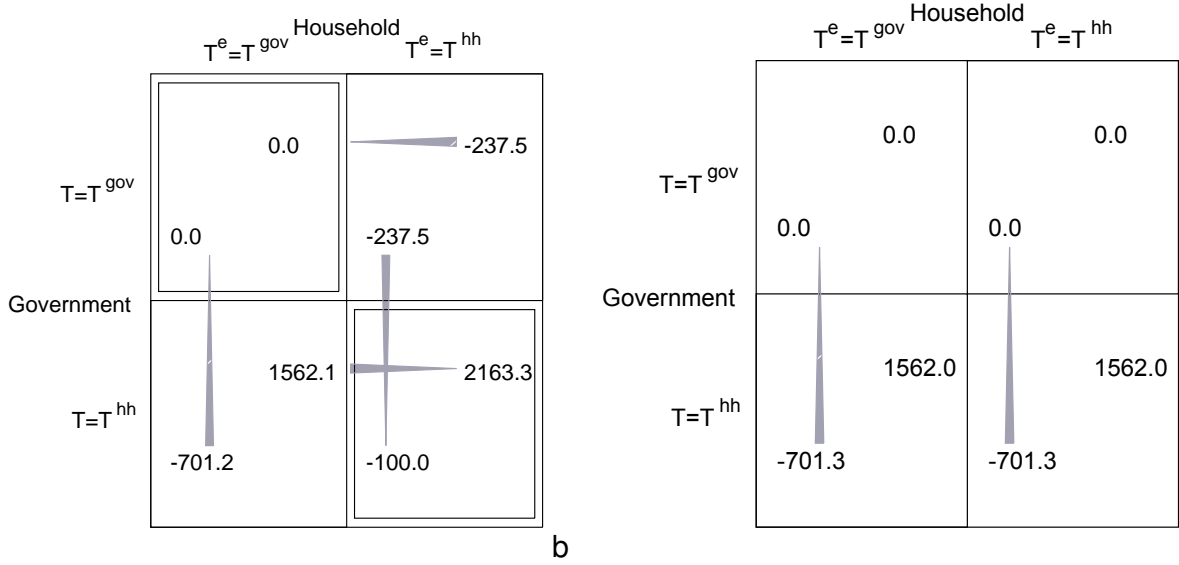 Household
T^e=T^gov T^e=T^hh
0.0 -237.5
T=T^gov
0.0 -237.5
Government
1562.1 2163.3
T=T^hh
-701.2 -100.0
b
Household
T^e=T^gov T^e=T^hh
0.0 0.0
T=T^gov
0.0 0.0
Government
1562.0 1562.0
T=T^hh
-701.3 -701.3